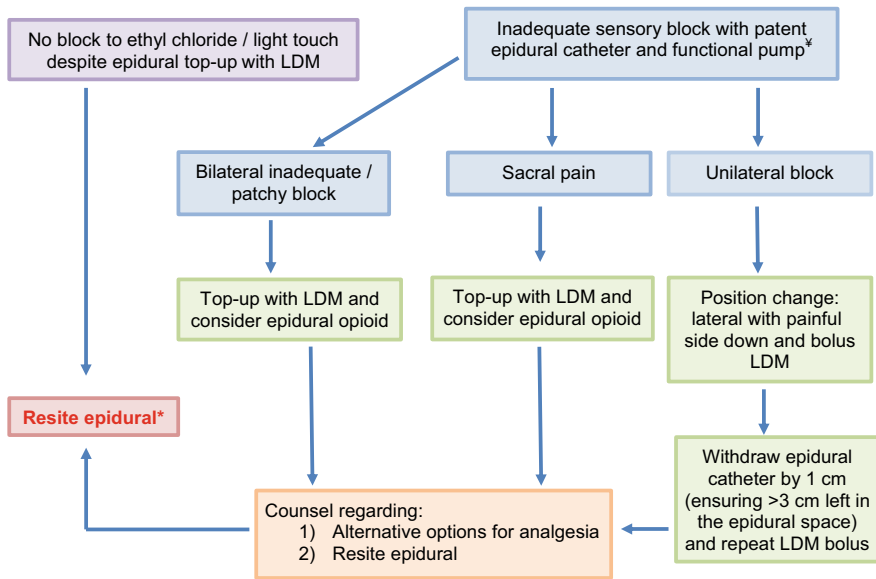 No block to ethyl chloride / light touch
despite epidural top-up with LDM
Inadequate sensory block with patent
epidural catheter and functional pump¥
Bilateral inadequate /
patchy block
Sacral pain
Unilateral block
Top-up with LDM and
consider epidural opioid
Top-up with LDM and
consider epidural opioid
Position change:
lateral with painful
side down and bolus
LDM
Resite epidural*
Withdraw epidural
catheter by 1 cm
(ensuring >3 cm left in
the epidural space)
and repeat LDM bolus
Counsel regarding:
1) Alternative options for analgesia
2) Resite epidural